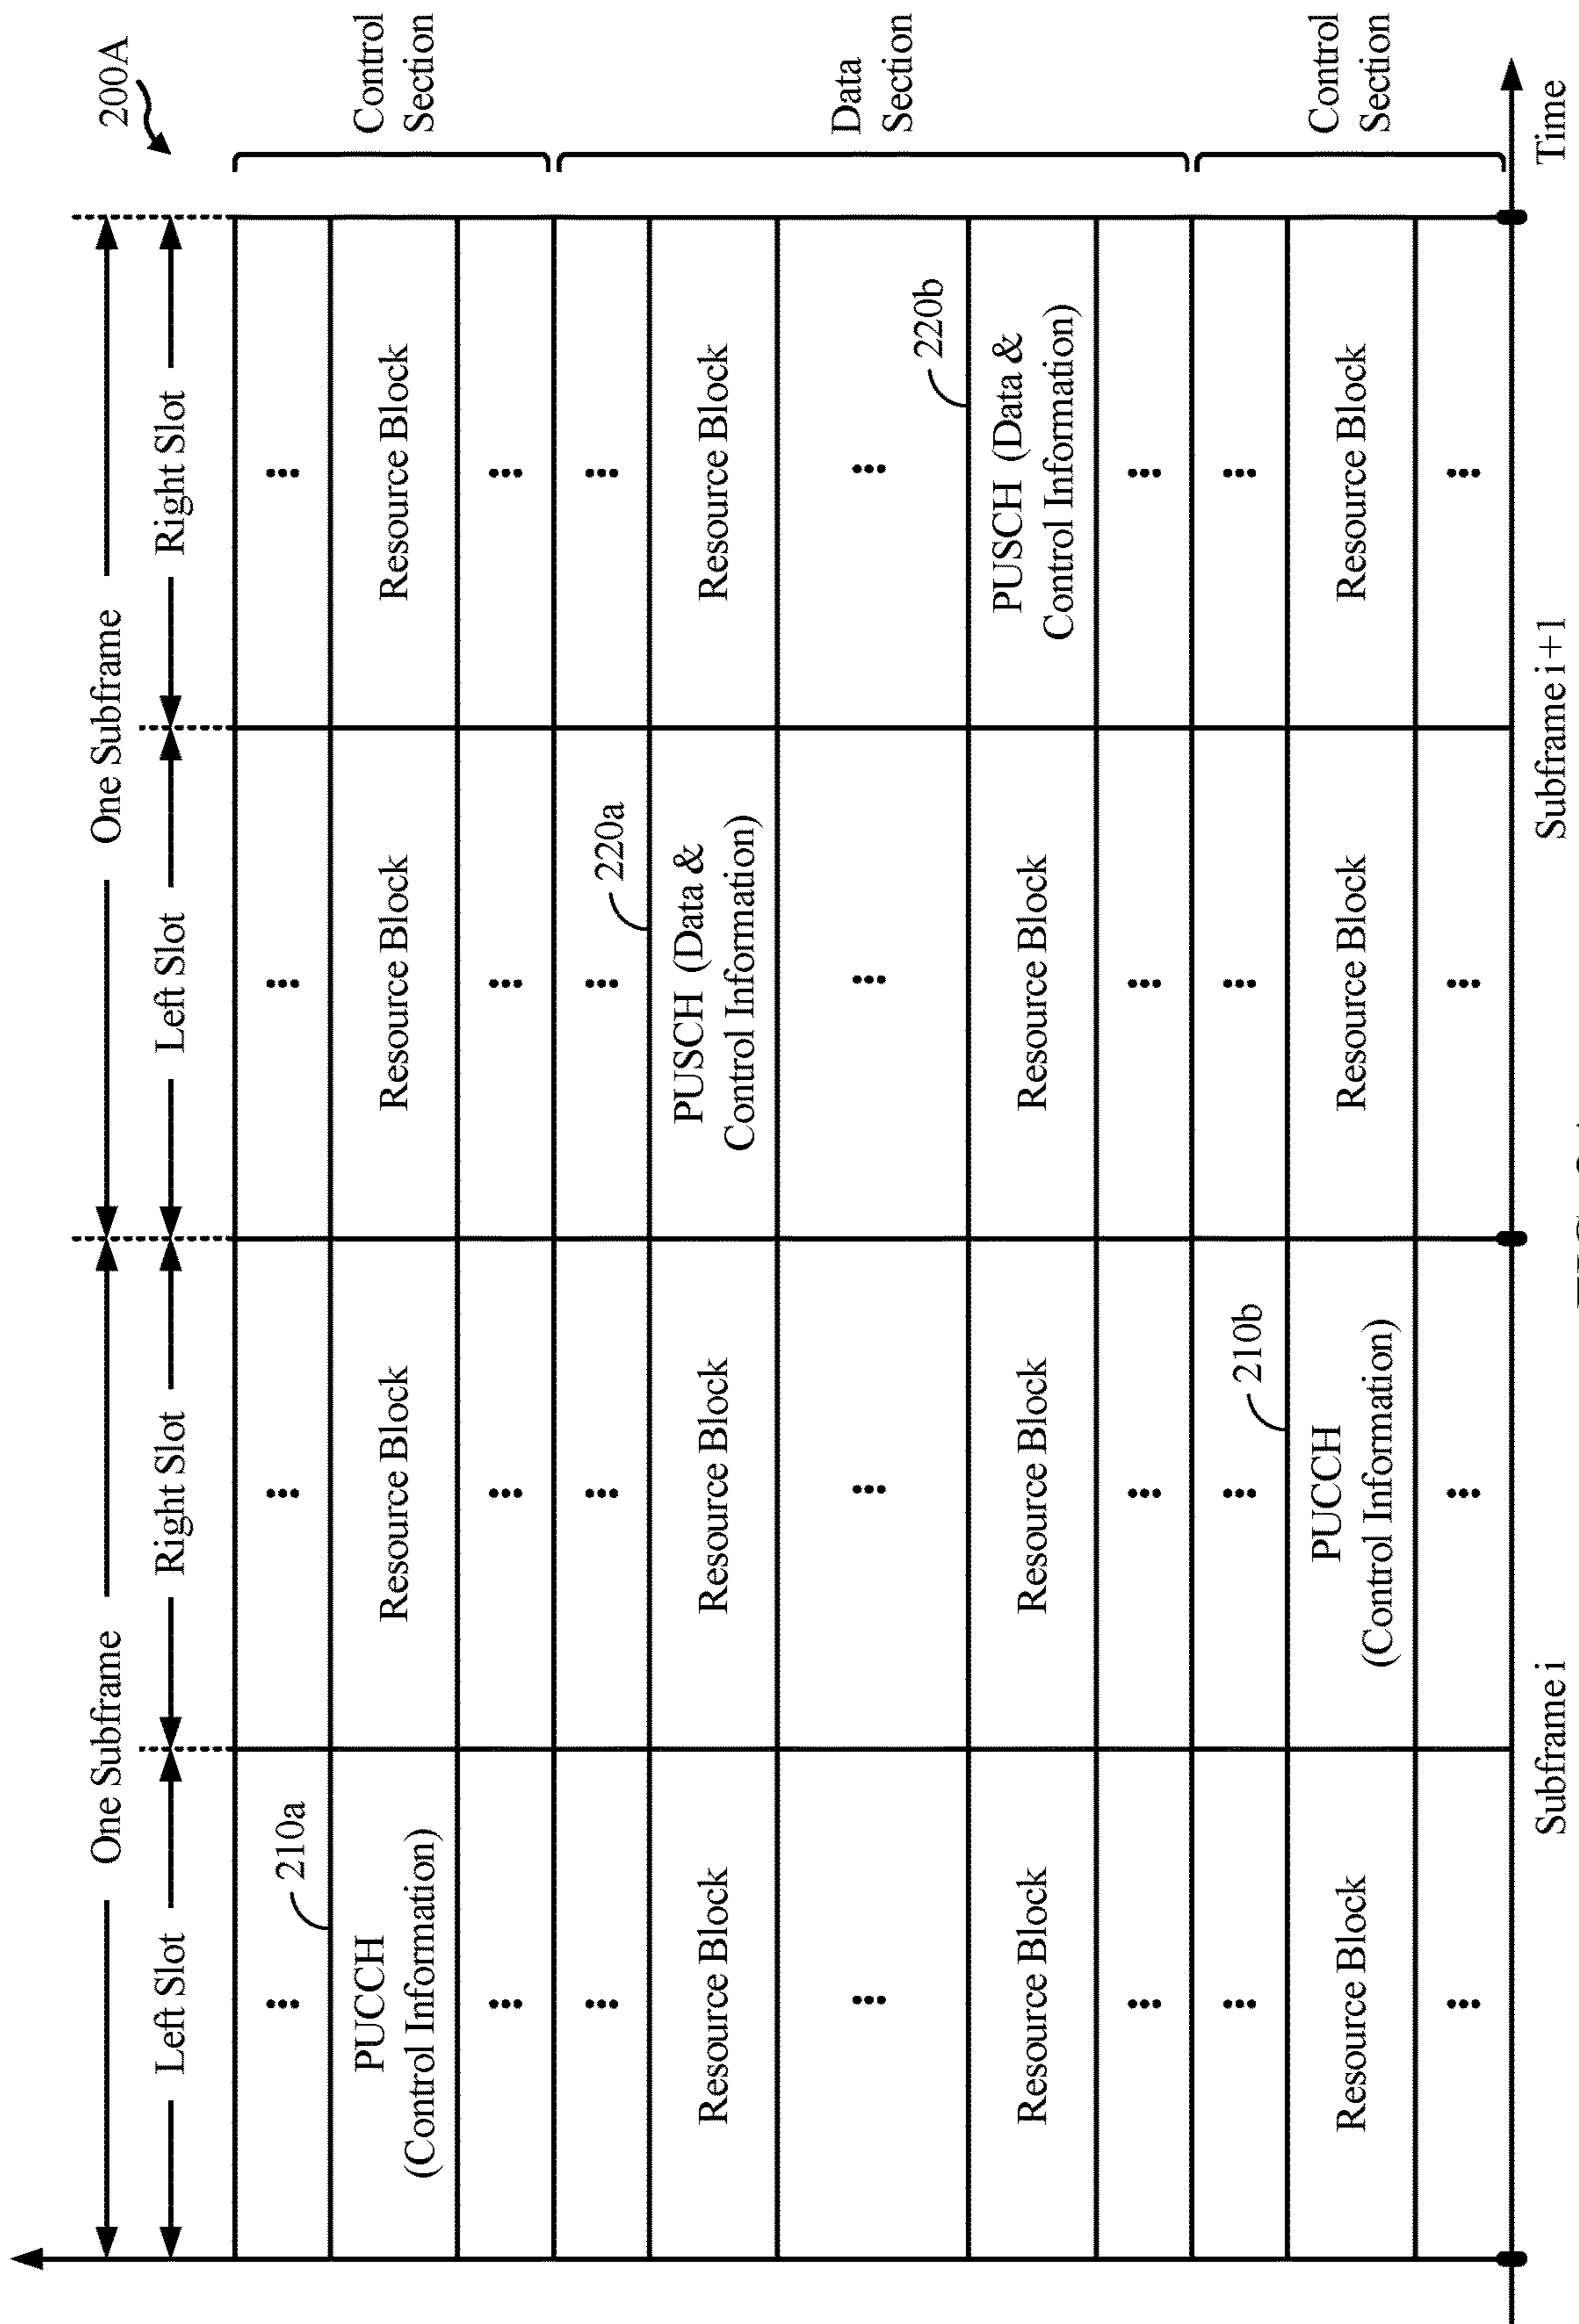 200A
One Subframe
One Subframe
Left Slot
Right Slot
Left Slot
Right Slot
Control
Section
Data
Section
Control
Section
210a
PUCCH
(Control Information)
Resource Block
Resource Block
Resource Block
Resource Block
220a
Resource Block
Resource Block
PUSCH (Data &
Control Information)
Resource Block
220b
Resource Block
Resource Block
Resource Block
PUSCH (Data &
Control Information)
210b
Resource Block
PUCCH
(Control Information)
Resource Block
Resource Block
Subframe i
Subframe i+1
Time